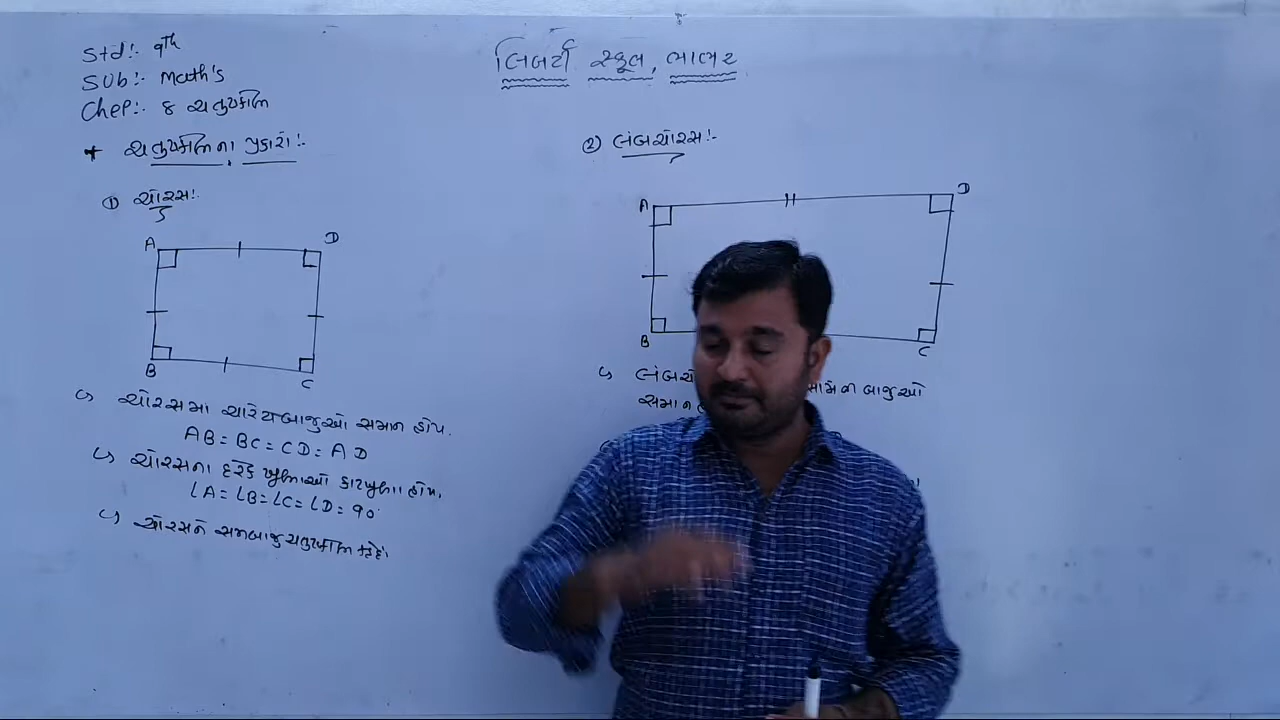 લિબર્ટી સ્કૂલ, ભાભર
Std:- 9th
Sub:- Math's
Chep:- 8 ચતુષ્કોણ
+ ચતુષ્કોણના પ્રકારો:-
① ચોરસ:-
A D
B C
↳ ચોરસમાં ચારેય બાજુઓ સમાન હોય.
AB = BC = CD = AD
↳ ચોરસના દરેક ખુણાઓ કાટખુણા હોય.
∠A = ∠B = ∠C = ∠D = 90°
↳ ચોરસને સમબાજુ ચતુષ્કોણ કહે.
② લંબચોરસ:-
A D
B C
↳ સામેની બાજુઓ
સમાન